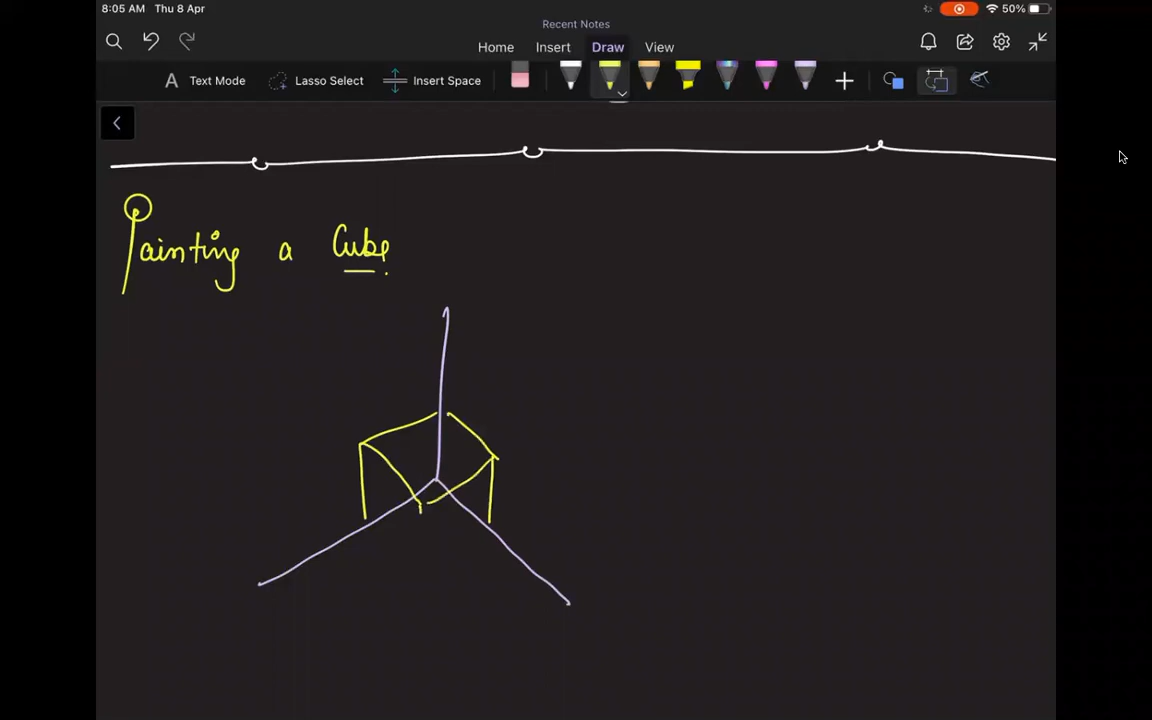 8:05 AM Thu 8 Apr
50%
Recent Notes
Home Insert Draw View
Text Mode Lasso Select Insert Space
Painting a Cube.